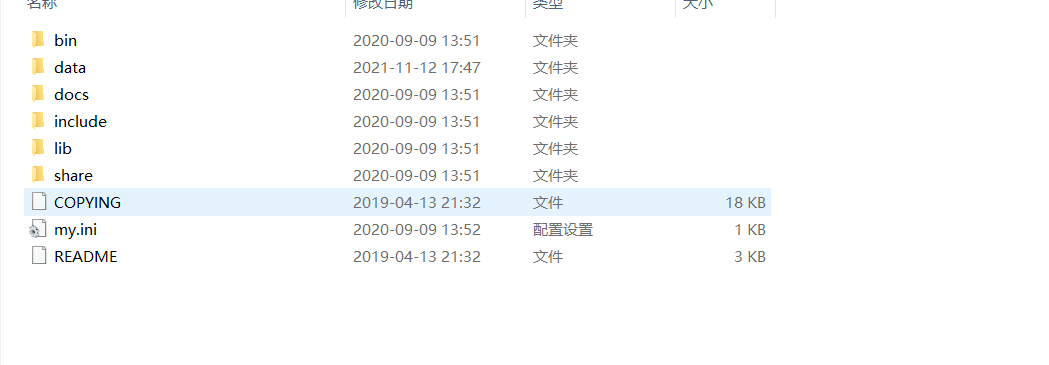 名称 修改日期 类型 大小
bin 2020-09-09 13:51 文件夹
data 2021-11-12 17:47 文件夹
docs 2020-09-09 13:51 文件夹
include 2020-09-09 13:51 文件夹
lib 2020-09-09 13:51 文件夹
share 2020-09-09 13:51 文件夹
COPYING 2019-04-13 21:32 文件 18 KB
my.ini 2020-09-09 13:52 配置设置 1 KB
README 2019-04-13 21:32 文件 3 KB